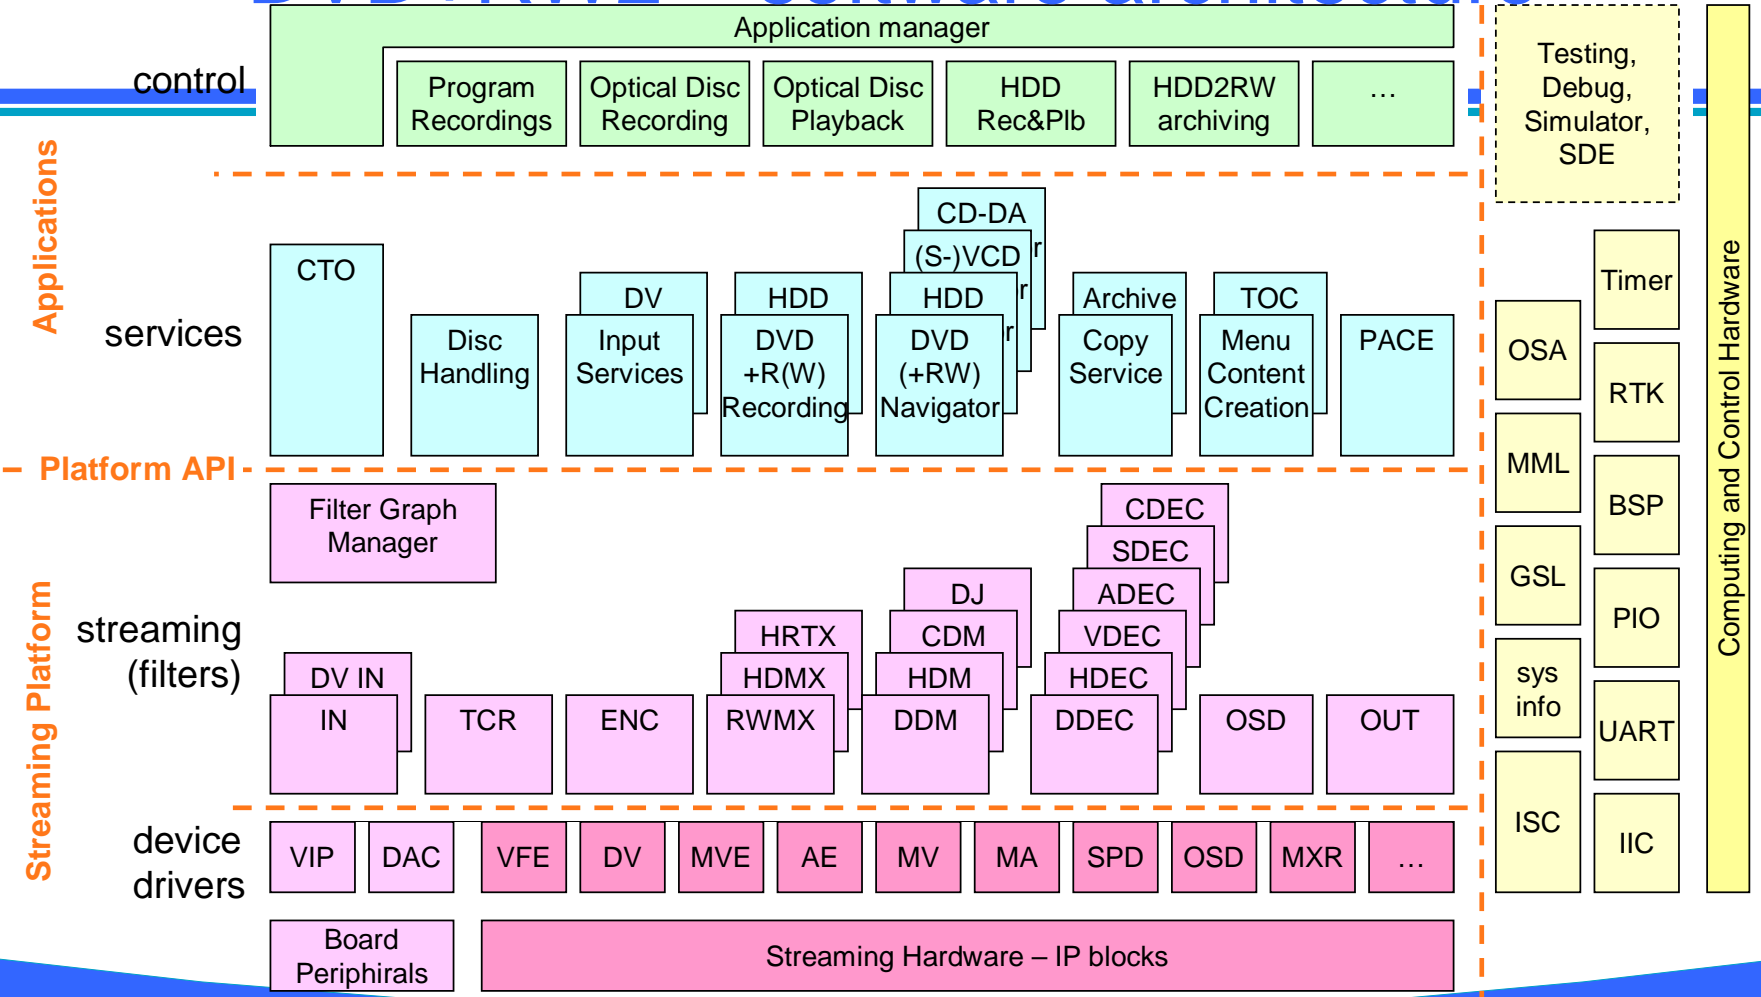 software architecture
Application manager
control
Program
Recordings
Optical Disc
Recording
Optical Disc
Playback
HDD
Rec&Plb
HDD2RW
archiving
…
Testing,
Debug,
Simulator,
SDE
Applications
services
CTO
Disc
Handling
DV
Input
Services
HDD
DVD
+R(W)
Recording
CD-DA
r
(S-)VCD
r
HDD
r
DVD
(+RW)
Navigator
Archive
Copy
Service
TOC
Menu
Content
Creation
PACE
Platform API
Filter Graph
Manager
Streaming Platform
streaming
(filters)
DV IN
IN
TCR
ENC
HRTX
HDMX
RWMX
DJ
CDM
HDM
DDM
CDEC
SDEC
ADEC
VDEC
HDEC
DDEC
OSD
OUT
device
drivers
VIP
DAC
VFE
DV
MVE
AE
MV
MA
SPD
OSD
MXR
…
Board
Periphirals
Streaming Hardware – IP blocks
OSA
MML
GSL
sys
info
ISC
Timer
RTK
BSP
PIO
UART
IIC
Computing and Control Hardware